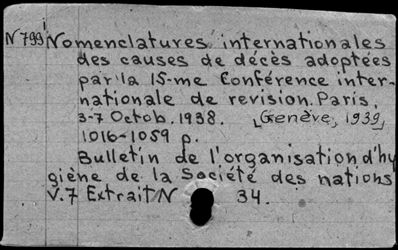 N 799 Nomenclatures internationales
des causes de décès adoptées
par la 15-me Conférence inter-
nationale de revision. Paris,
3-7 Octob. 1938. [Genève, 1939]
1016-1059 p.
Bulletin de l'organisation d'hy
giène de la Société des nations
V.7 Extrait N 34.